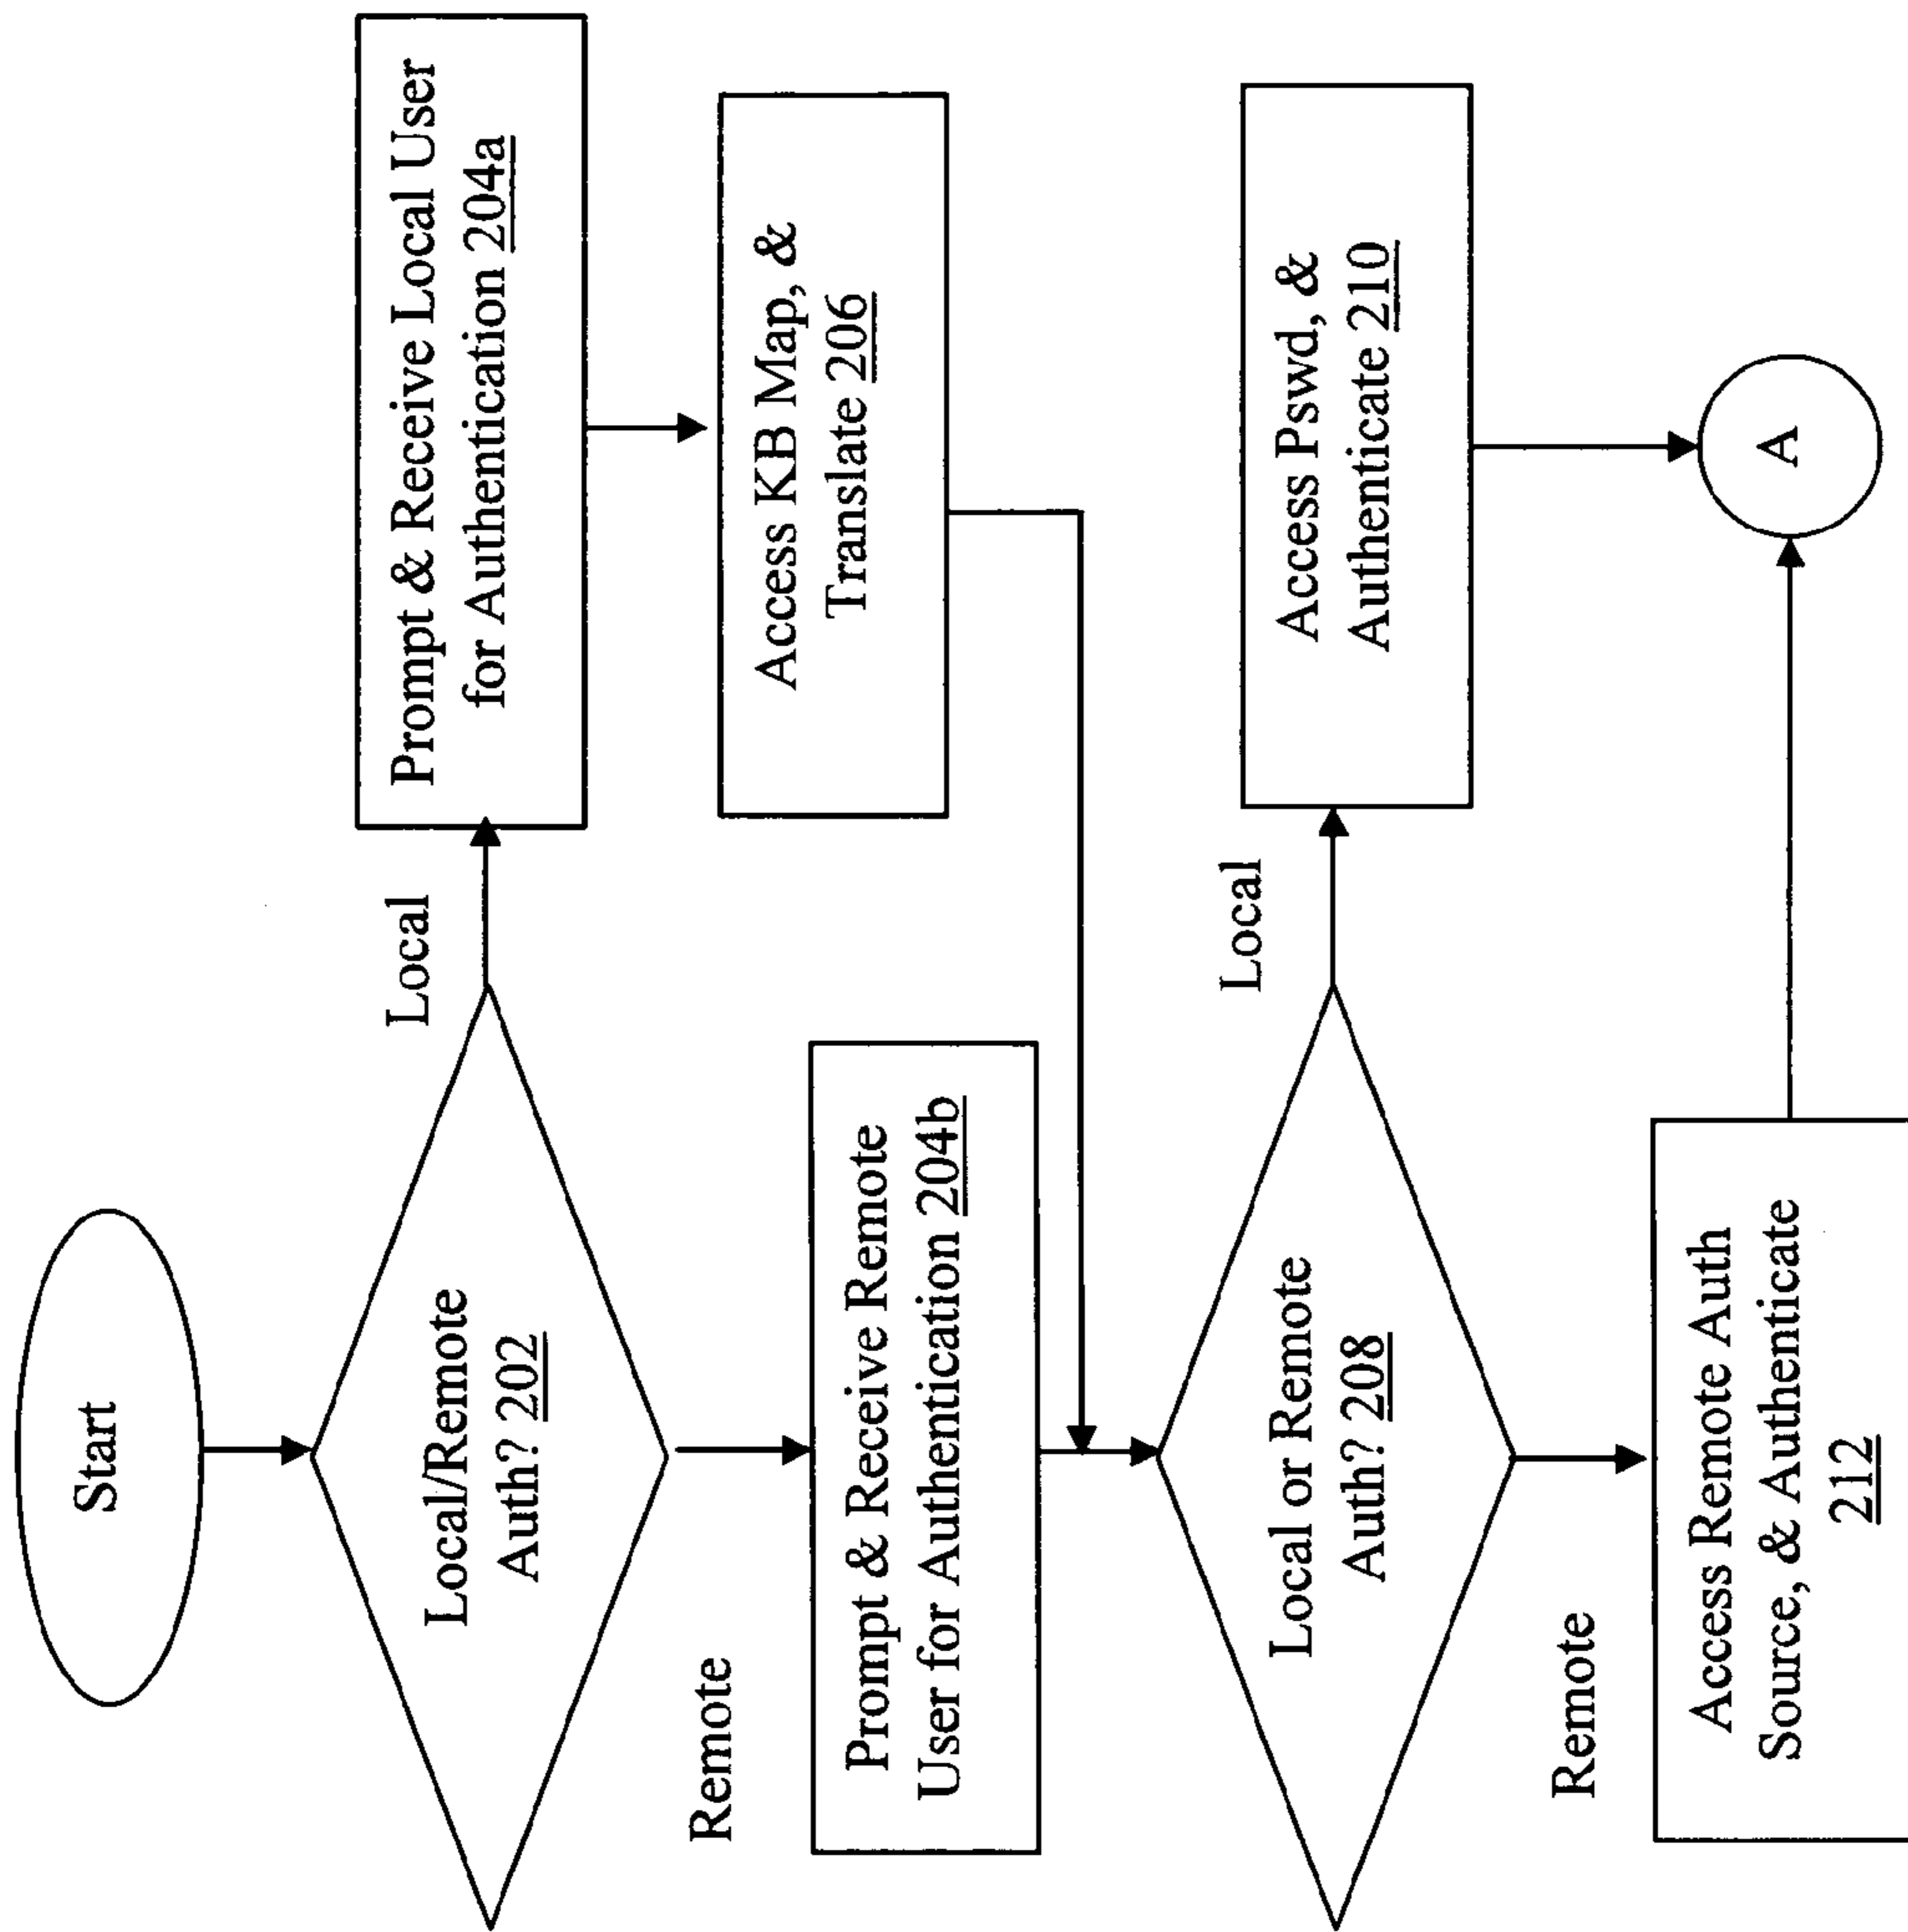 Start
Local/Remote
Auth? 202
Local
Prompt & Receive Local User
for Authentication 204a
Access KB Map, &
Translate 206
Remote
Prompt & Receive Remote
User for Authentication 204b
Local or Remote
Auth? 208
Local
Access Pswd, &
Authenticate 210
Remote
Access Remote Auth
Source, & Authenticate
212
A